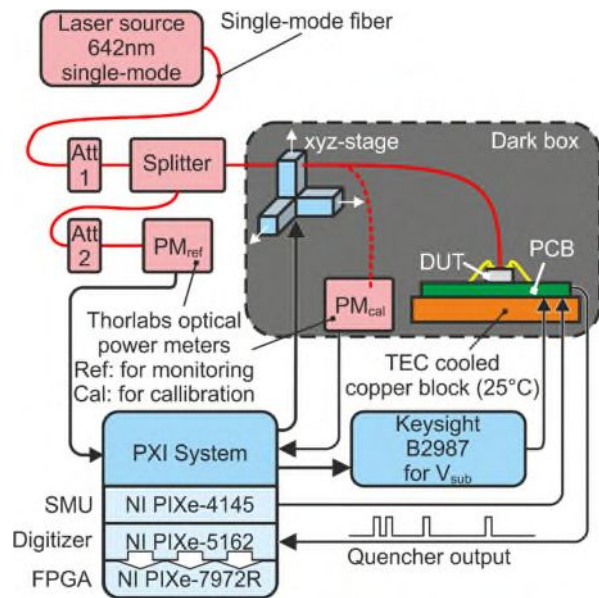 Laser source
642nm
single-mode
Single-mode fiber
xyz-stage
Dark box
Att
1
Splitter
Att
2
PMref
DUT
PCB
PMcal
Thorlabs optical
power meters
Ref: for monitoring
Cal: for callibration
TEC cooled
copper block (25°C)
PXI System
Keysight
B2987
for Vsub
SMU
NI PIXe-4145
Digitizer
NI PIXe-5162
Quencher output
FPGA
NI PIXe-7972R